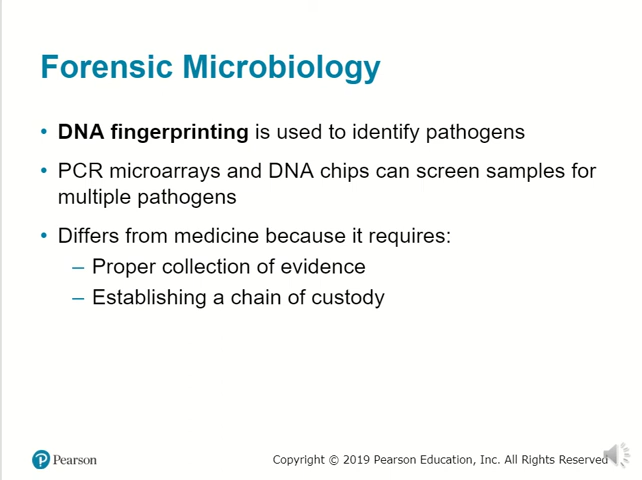 Forensic Microbiology
• DNA fingerprinting is used to identify pathogens
• PCR microarrays and DNA chips can screen samples for
multiple pathogens
• Differs from medicine because it requires:
– Proper collection of evidence
– Establishing a chain of custody
Pearson
Copyright © 2019 Pearson Education, Inc. All Rights Reserved